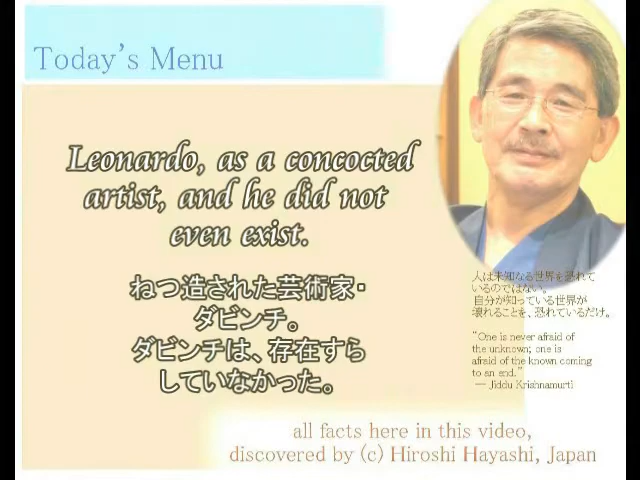 Today's Menu
Leonardo, as a concocted
artist, and he did not
even exist.
ねつ造された芸術家・
ダビンチ。
ダビンチは、存在すら
していなかった。
人は未知なる世界を恐れて
いるのではない。
自分が知っている世界が
壊れることを、恐れているだけ。
"One is never afraid of
the unknown; one is
afraid of the known coming
to an end."
― Jiddu Krishnamurti
all facts here in this video,
discovered by (c) Hiroshi Hayashi, Japan